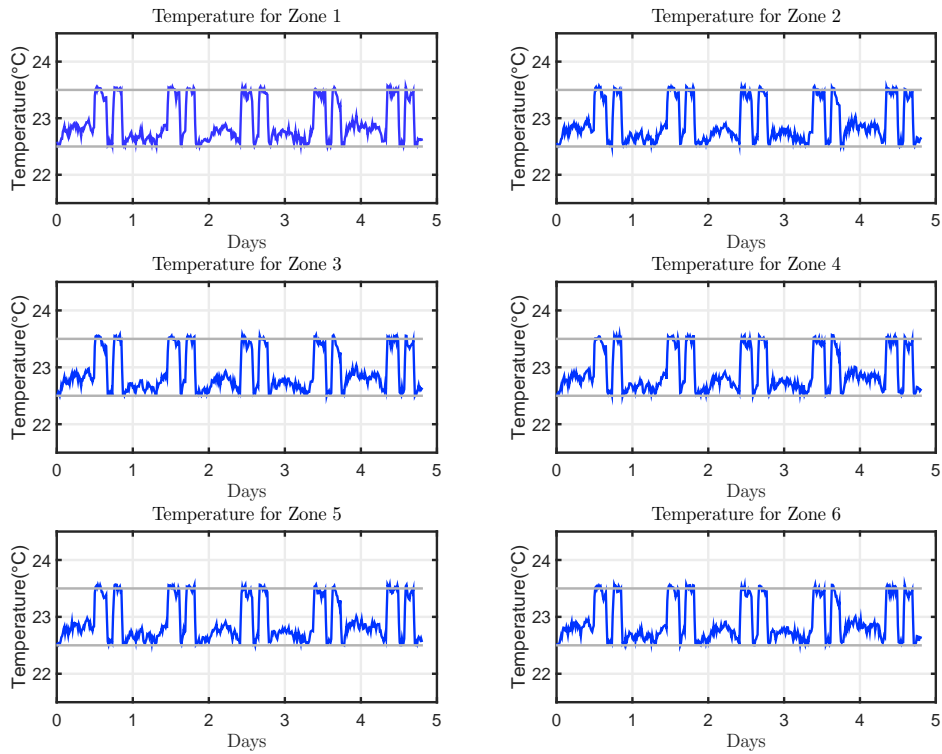 Temperature for Zone 1
Temperature(°C)
24
23
22
0 1 2 3 4 5
Days
Temperature for Zone 2
Temperature(°C)
24
23
22
0 1 2 3 4 5
Days
Temperature for Zone 3
Temperature(°C)
24
23
22
0 1 2 3 4 5
Days
Temperature for Zone 4
Temperature(°C)
24
23
22
0 1 2 3 4 5
Days
Temperature for Zone 5
Temperature(°C)
24
23
22
0 1 2 3 4 5
Days
Temperature for Zone 6
Temperature(°C)
24
23
22
0 1 2 3 4 5
Days